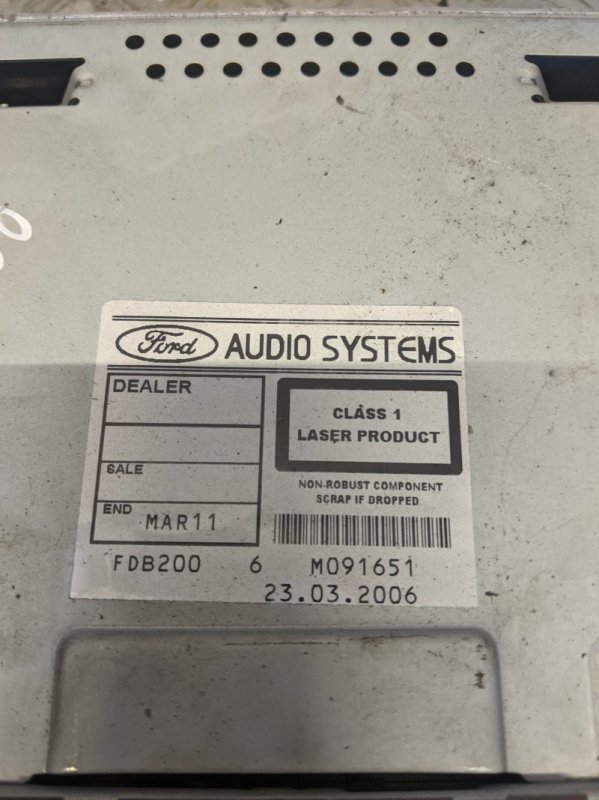 Ford AUDIO SYSTEMS
DEALER
CLASS 1
LASER PRODUCT
SALE
NON-ROBUST COMPONENT
SCRAP IF DROPPED
END MAR11
FDB200 6 M091651
23.03.2006